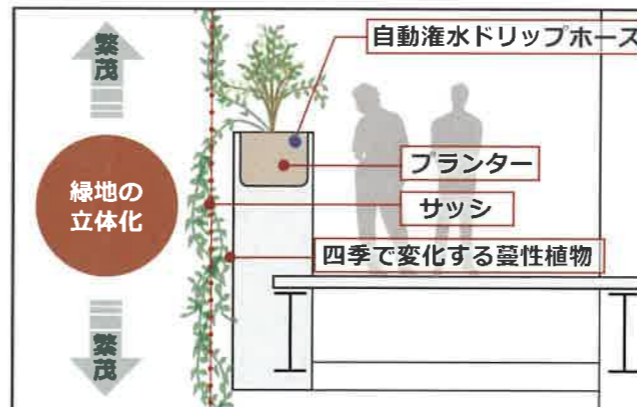 繁茂
自動灌水ドリップホース
緑地の
立体化
プランター
サッシ
四季で変化する蔓性植物
繁茂